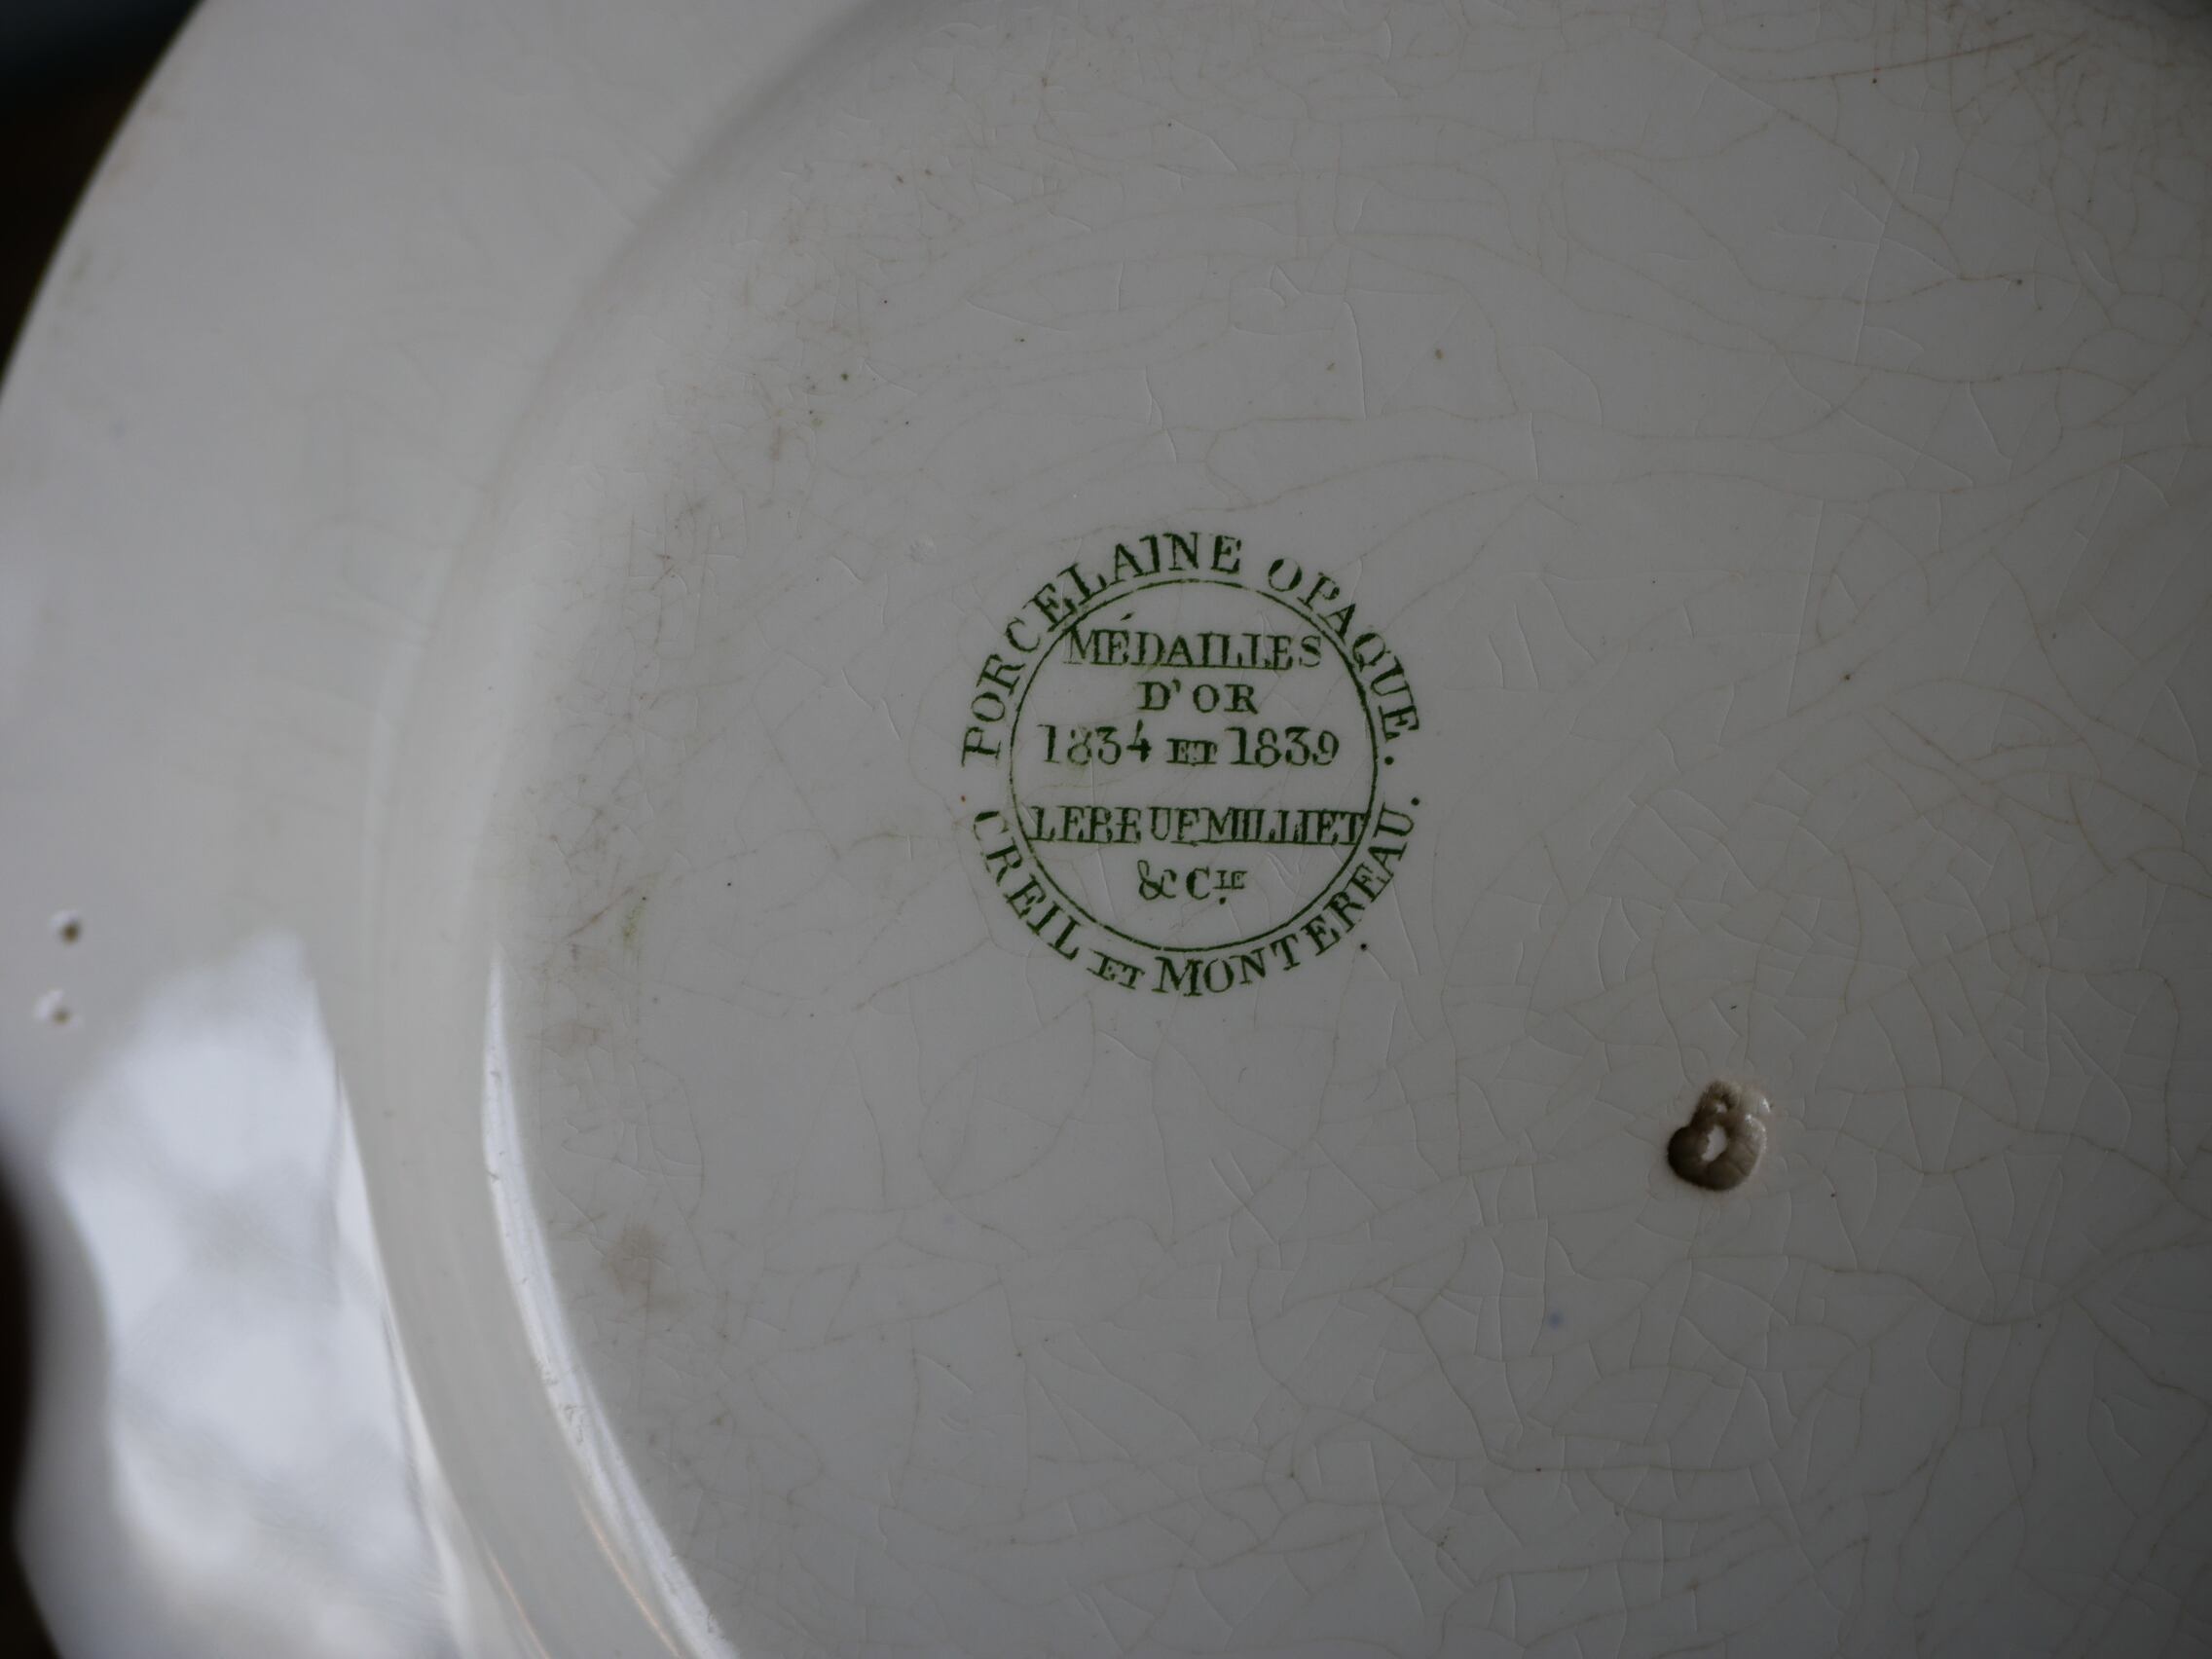 PORCELAINE OPAQUE.
MÉDAILLES
D'OR
1834 ET 1839
LEBEUF MILLIET
& CIE.
CREIL ET MONTEREAU.